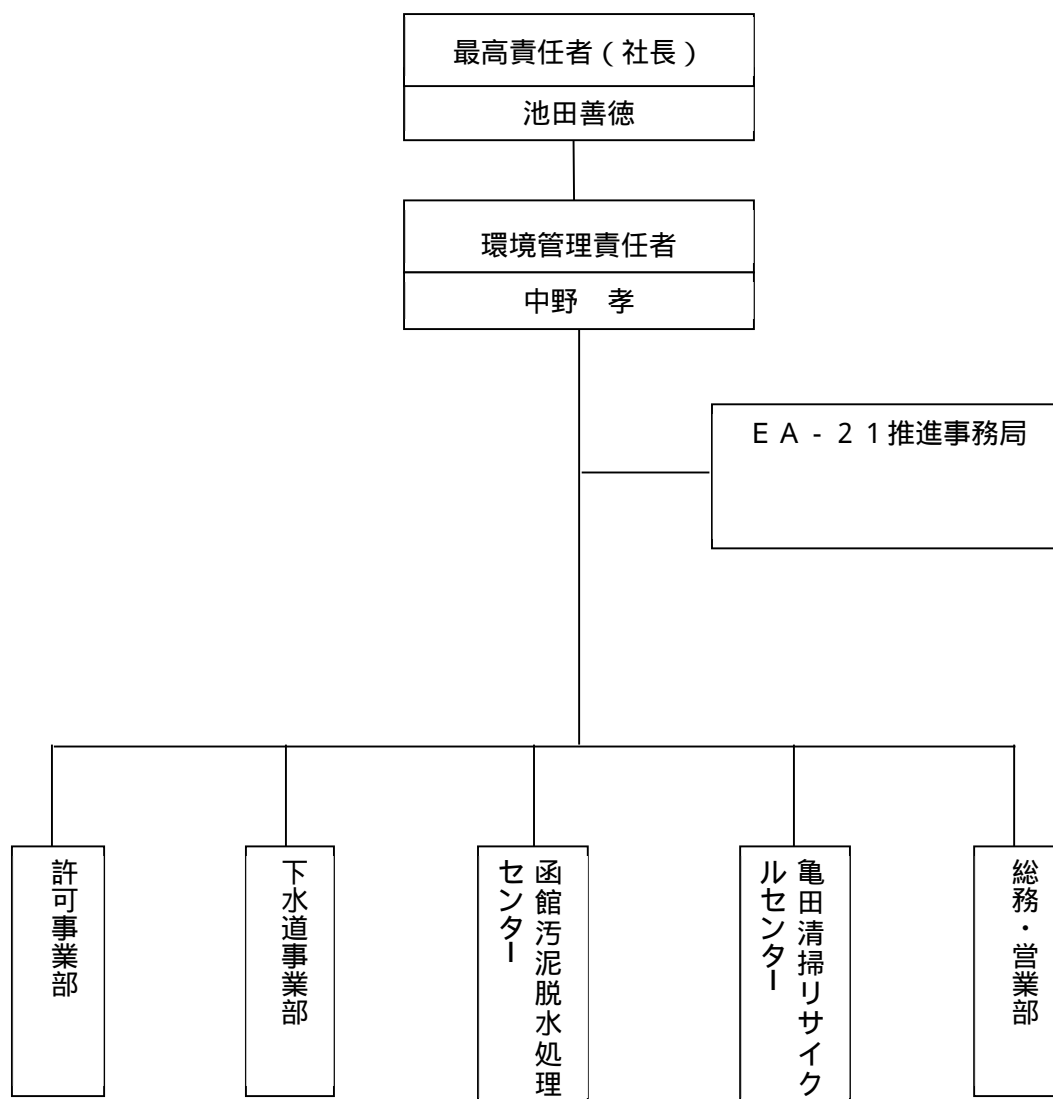 最高責任者（社長）
池田善徳
環境管理責任者
中野　孝
ＥＡ-２１推進事務局
許可事業部
下水道事業部
函館汚泥脱水処理
センター
亀田清掃リサイク
ルセンター
総務・営業部